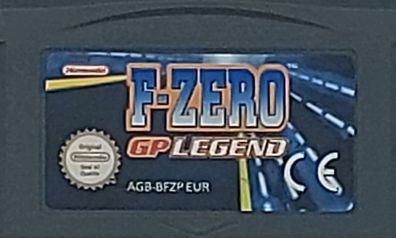 Nintendo
F-ZERO
GP LEGEND
Original
Nintendo
Seal of
Quality
CE
AGB-BFZP EUR